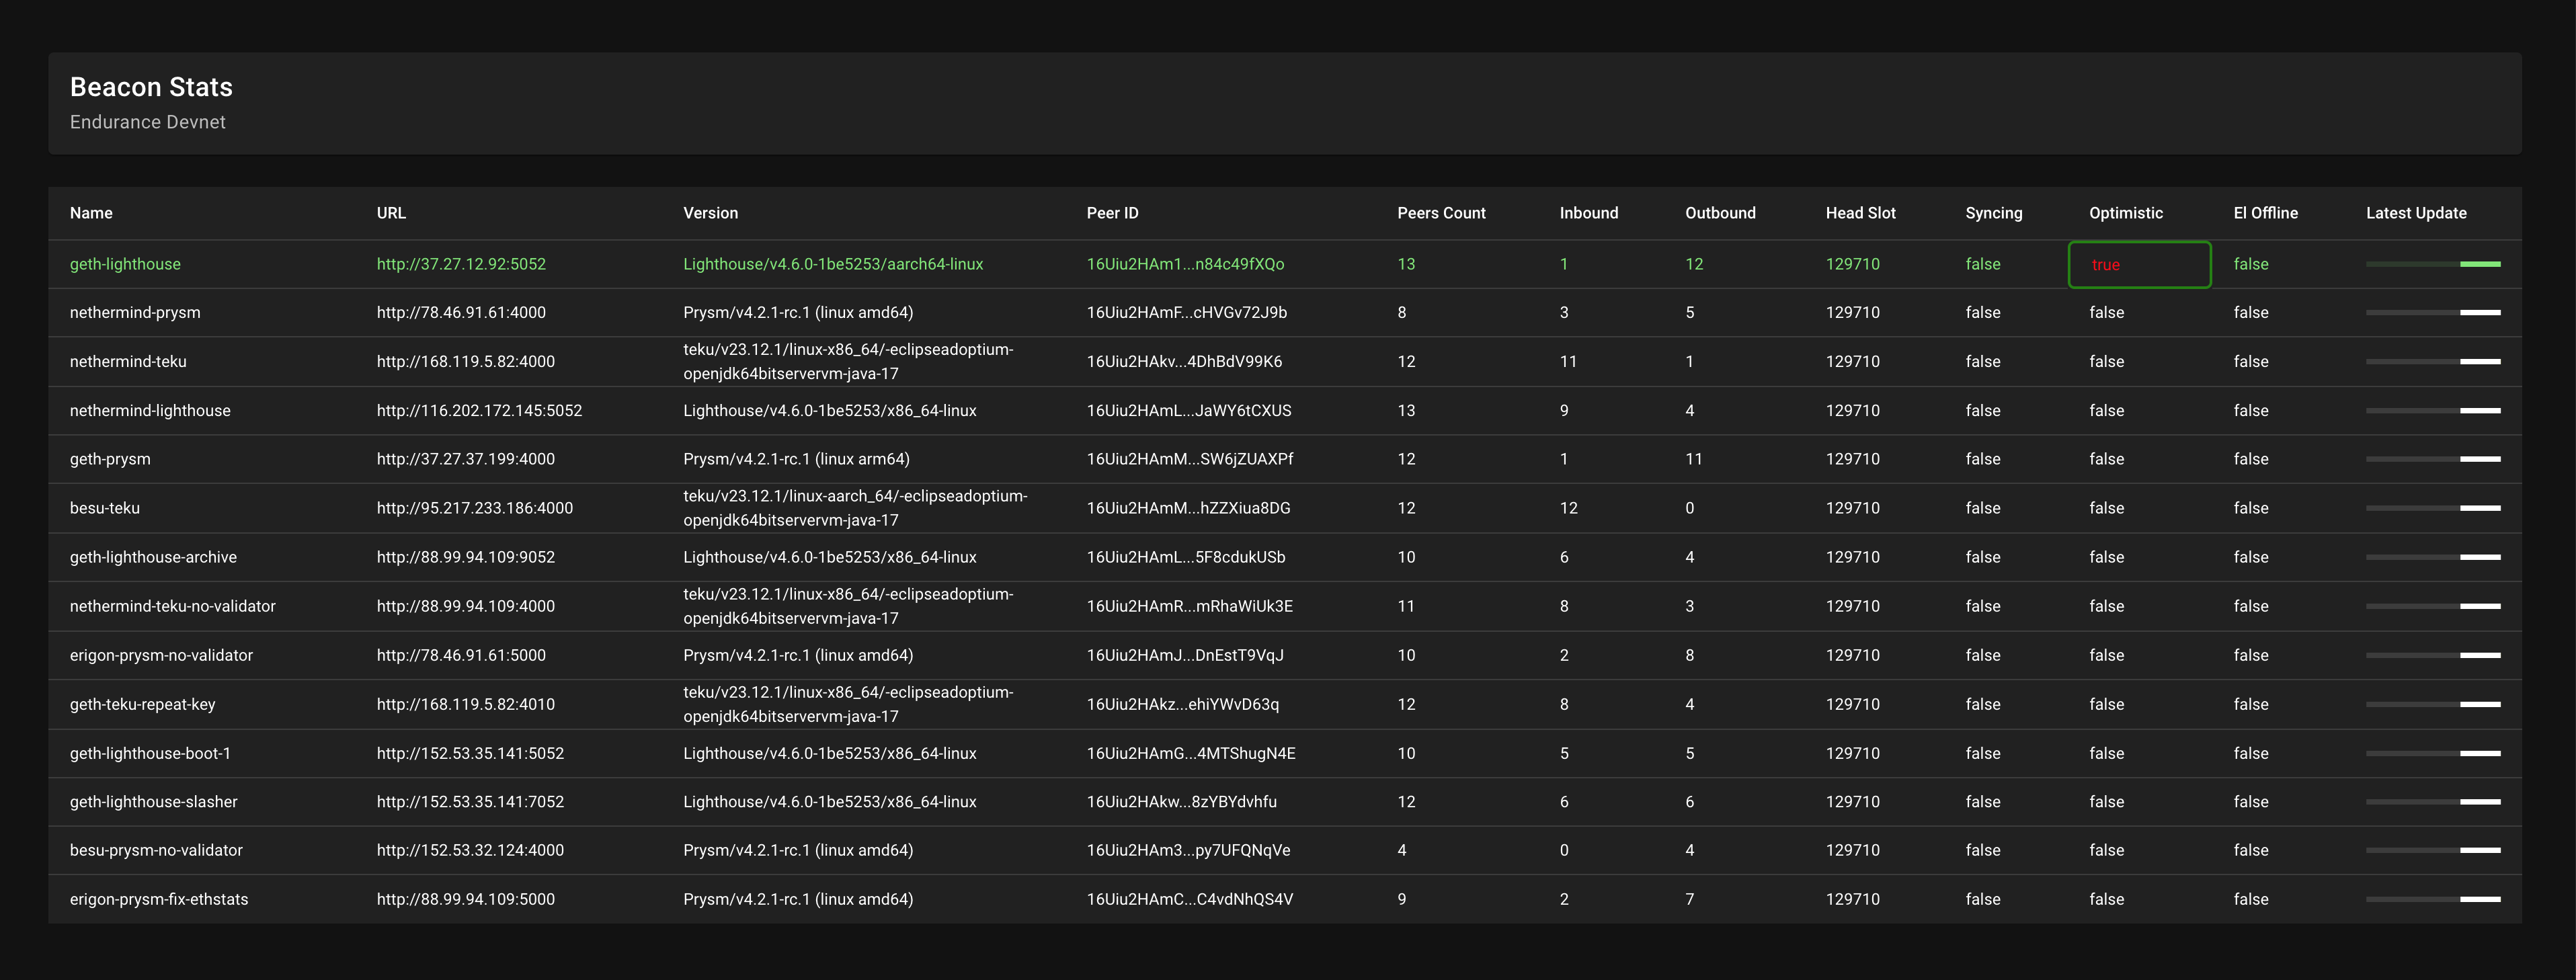 Beacon Stats
Endurance Devnet
Name URL Version Peer ID Peers Count Inbound Outbound Head Slot Syncing Optimistic El Offline Latest Update
geth-lighthouse http://37.27.12.92:5052 Lighthouse/v4.6.0-1be5253/aarch64-linux 16Uiu2HAm1...n84c49fXQo 13 1 12 129710 false true false
nethermind-prysm http://78.46.91.61:4000 Prysm/v4.2.1-rc.1 (linux amd64) 16Uiu2HAmF...cHVGv72J9b 8 3 5 129710 false false false
nethermind-teku http://168.119.5.82:4000 teku/v23.12.1/linux-x86_64/-eclipseadoptium-
openjdk64bitservervm-java-17 16Uiu2HAkv...4DhBdV99K6 12 11 1 129710 false false false
nethermind-lighthouse http://116.202.172.145:5052 Lighthouse/v4.6.0-1be5253/x86_64-linux 16Uiu2HAmL...JaWY6tCXUS 13 9 4 129710 false false false
geth-prysm http://37.27.37.199:4000 Prysm/v4.2.1-rc.1 (linux arm64) 16Uiu2HAmM...SW6jZUAXPf 12 1 11 129710 false false false
besu-teku http://95.217.233.186:4000 teku/v23.12.1/linux-aarch_64/-eclipseadoptium-
openjdk64bitservervm-java-17 16Uiu2HAmM...hZZXiua8DG 12 12 0 129710 false false false
geth-lighthouse-archive http://88.99.94.109:9052 Lighthouse/v4.6.0-1be5253/x86_64-linux 16Uiu2HAmL...5F8cdukUSb 10 6 4 129710 false false false
nethermind-teku-no-validator http://88.99.94.109:4000 teku/v23.12.1/linux-x86_64/-eclipseadoptium-
openjdk64bitservervm-java-17 16Uiu2HAmR...mRhaWiUk3E 11 8 3 129710 false false false
erigon-prysm-no-validator http://78.46.91.61:5000 Prysm/v4.2.1-rc.1 (linux amd64) 16Uiu2HAmJ...DnEstT9VqJ 10 2 8 129710 false false false
geth-teku-repeat-key http://168.119.5.82:4010 teku/v23.12.1/linux-x86_64/-eclipseadoptium-
openjdk64bitservervm-java-17 16Uiu2HAkz...ehiYWvD63q 12 8 4 129710 false false false
geth-lighthouse-boot-1 http://152.53.35.141:5052 Lighthouse/v4.6.0-1be5253/x86_64-linux 16Uiu2HAmG...4MTShugN4E 10 5 5 129710 false false false
geth-lighthouse-slasher http://152.53.35.141:7052 Lighthouse/v4.6.0-1be5253/x86_64-linux 16Uiu2HAkw...8zYBYdvhfu 12 6 6 129710 false false false
besu-prysm-no-validator http://152.53.32.124:4000 Prysm/v4.2.1-rc.1 (linux amd64) 16Uiu2HAm3...py7UFQNqVe 4 0 4 129710 false false false
erigon-prysm-fix-ethstats http://88.99.94.109:5000 Prysm/v4.2.1-rc.1 (linux amd64) 16Uiu2HAmC...C4vdNhQS4V 9 2 7 129710 false false false